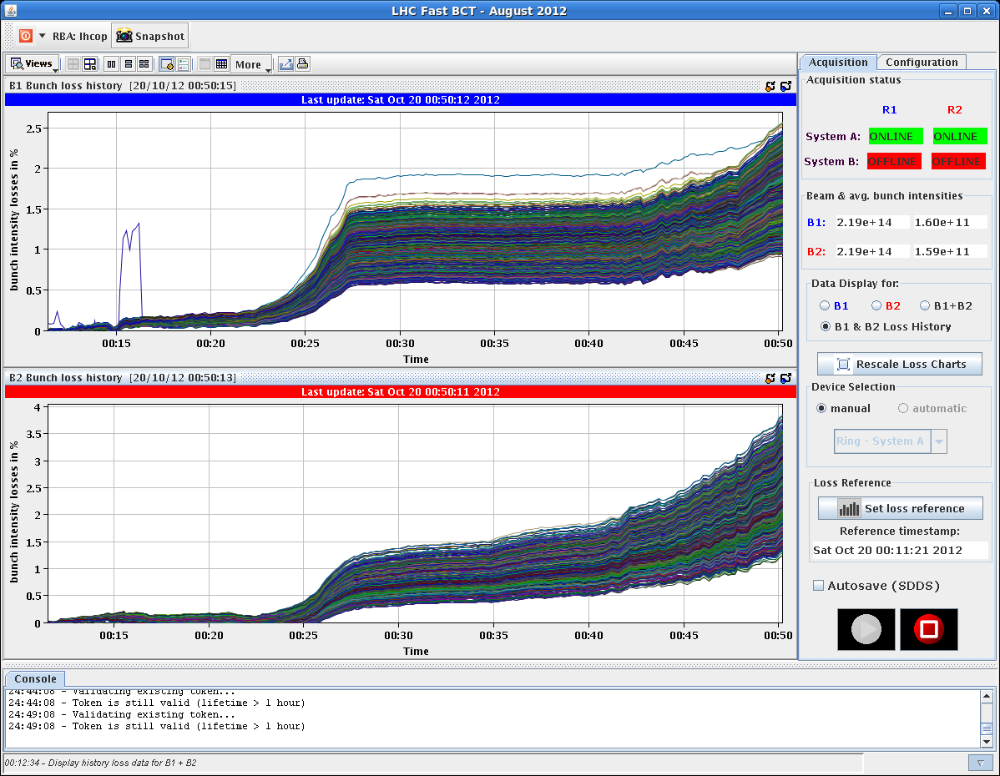 LHC Fast BCT - August 2012
RBA: lhcop
Snapshot
Views
More
B1 Bunch loss history [20/10/12 00:50:15]
Last update: Sat Oct 20 00:50:12 2012
bunch intensity losses in %
2.5
2
1.5
1
0.5
0
00:15 00:20 00:25 00:30 00:35 00:40 00:45 00:50
Time
B2 Bunch loss history [20/10/12 00:50:13]
Last update: Sat Oct 20 00:50:11 2012
bunch intensity losses in %
4
3.5
3
2.5
2
1.5
1
0.5
0
00:15 00:20 00:25 00:30 00:35 00:40 00:45 00:50
Time
Acquisition Configuration
Acquisition status
R1 R2
System A: ONLINE ONLINE
System B: OFFLINE OFFLINE
Beam & avg. bunch intensities
B1: 2.19e+14 1.60e+11
B2: 2.19e+14 1.59e+11
Data Display for:
B1 B2 B1+B2
B1 & B2 Loss History
Rescale Loss Charts
Device Selection
manual automatic
Ring - System A
Loss Reference
Set loss reference
Reference timestamp:
Sat Oct 20 00:11:21 2012
Autosave (SDDS)
Console
24:44:08 - Validating existing token...
24:44:08 - Token is still valid (lifetime > 1 hour)
24:49:08 - Validating existing token...
24:49:08 - Token is still valid (lifetime > 1 hour)
00:12:34 - Display history loss data for B1 + B2